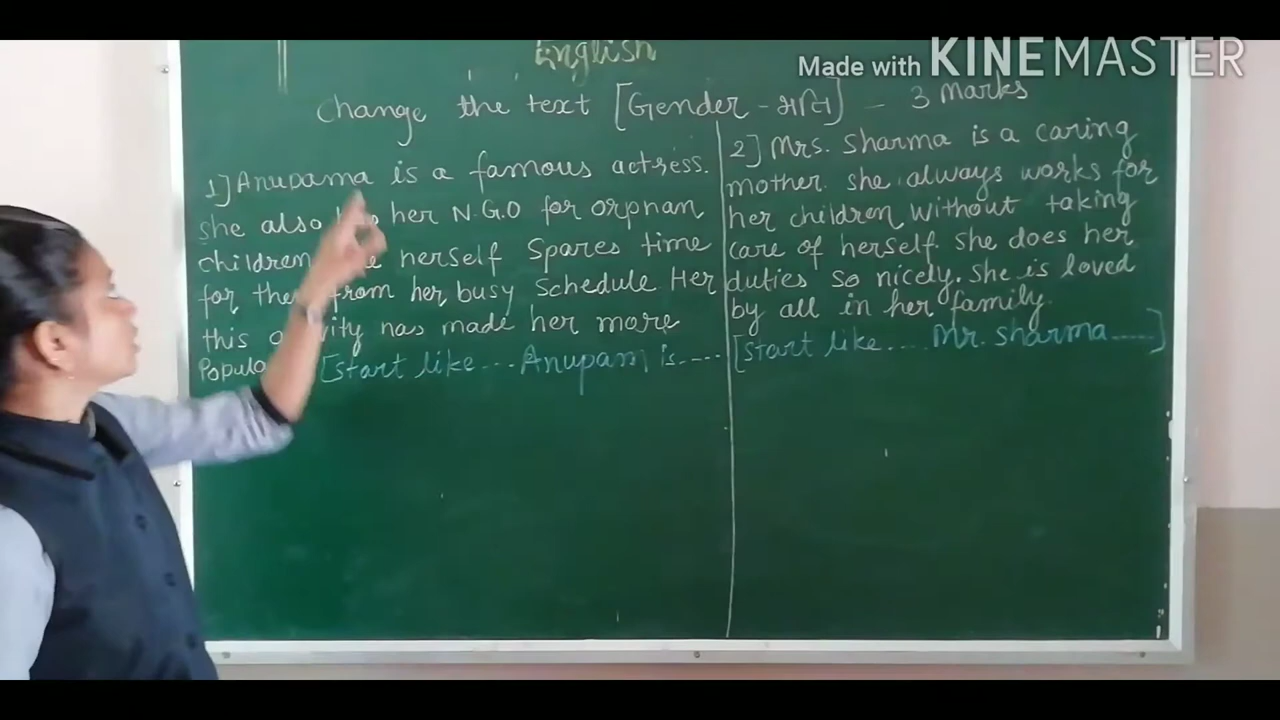 English
Made with KINEMASTER
Change the text [Gender - જાતિ] - 3 Marks
1] Anupama is a famous actress.
she also her N.G.O for orphan
children herself spares time
for them from her busy schedule Her
this activity has made her more
Popula [start like ... Anupam is ....
2] Mrs. Sharma is a caring
mother. she always works for
her children without taking
care of herself. She does her
duties so nicely. She is loved
by all in her family.
[start like .... Mr. Sharma .....]